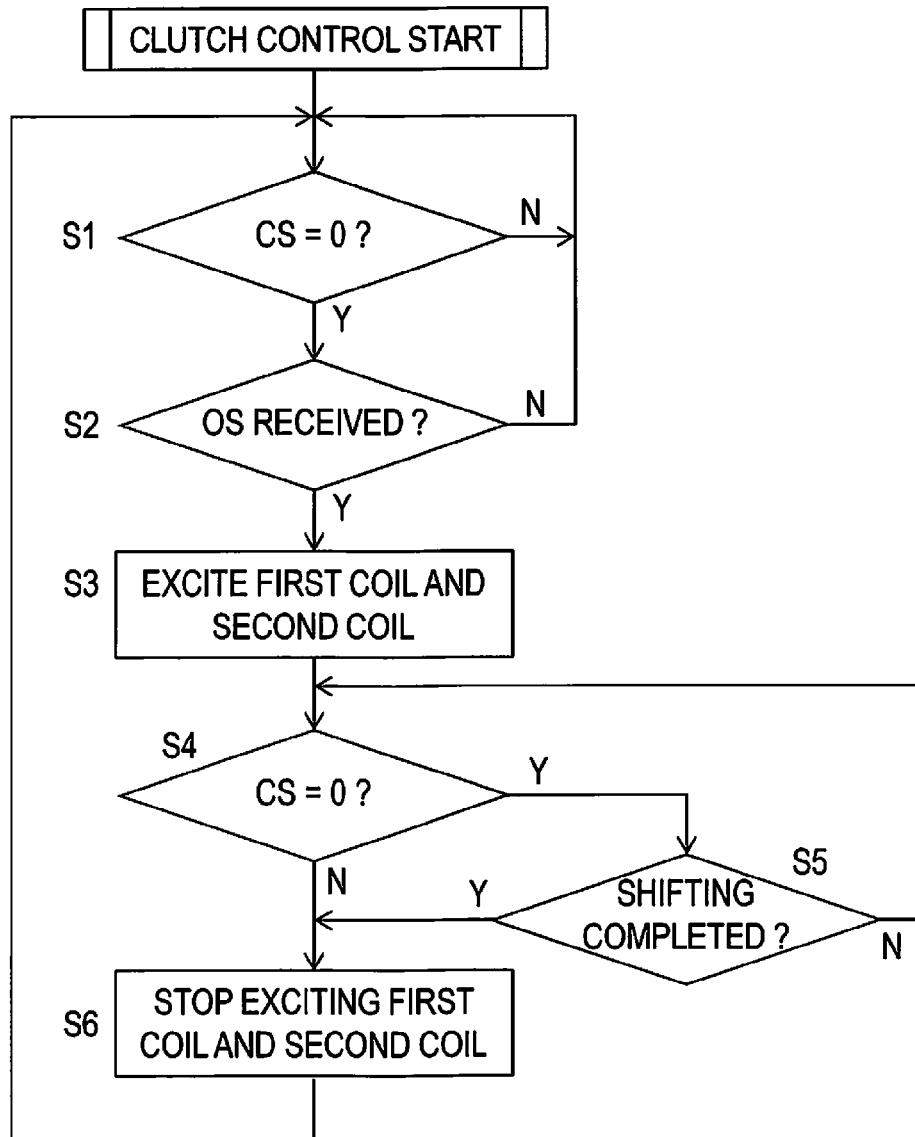 CLUTCH CONTROL START
S1
CS = 0 ?
N
Y
S2
OS RECEIVED ?
N
Y
S3
EXCITE FIRST COIL AND
SECOND COIL
S4
CS = 0 ?
Y
N
S5
SHIFTING
COMPLETED ?
Y
N
S6
STOP EXCITING FIRST
COIL AND SECOND COIL